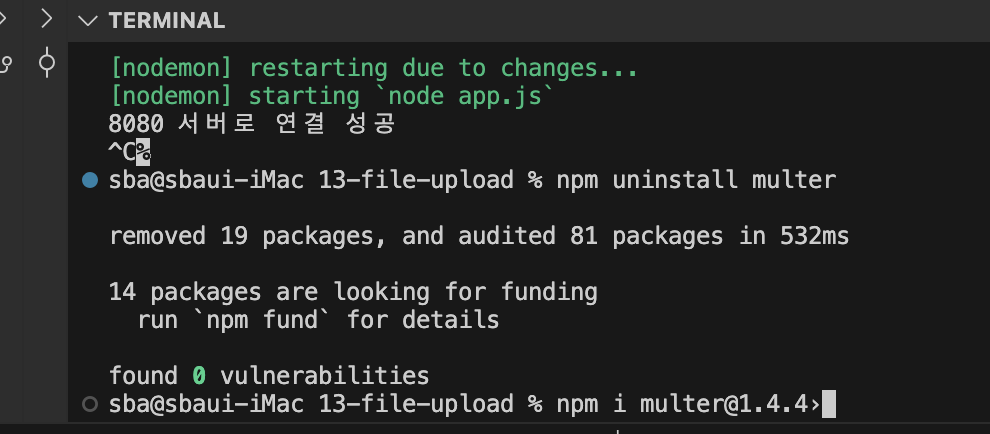 TERMINAL
[nodemon] restarting due to changes...
[nodemon] starting `node app.js`
8080 서버로 연결 성공
^C%
sba@sbaui-iMac 13-file-upload % npm uninstall multer
removed 19 packages, and audited 81 packages in 532ms
14 packages are looking for funding
run `npm fund` for details
found 0 vulnerabilities
sba@sbaui-iMac 13-file-upload % npm i multer@1.4.4›